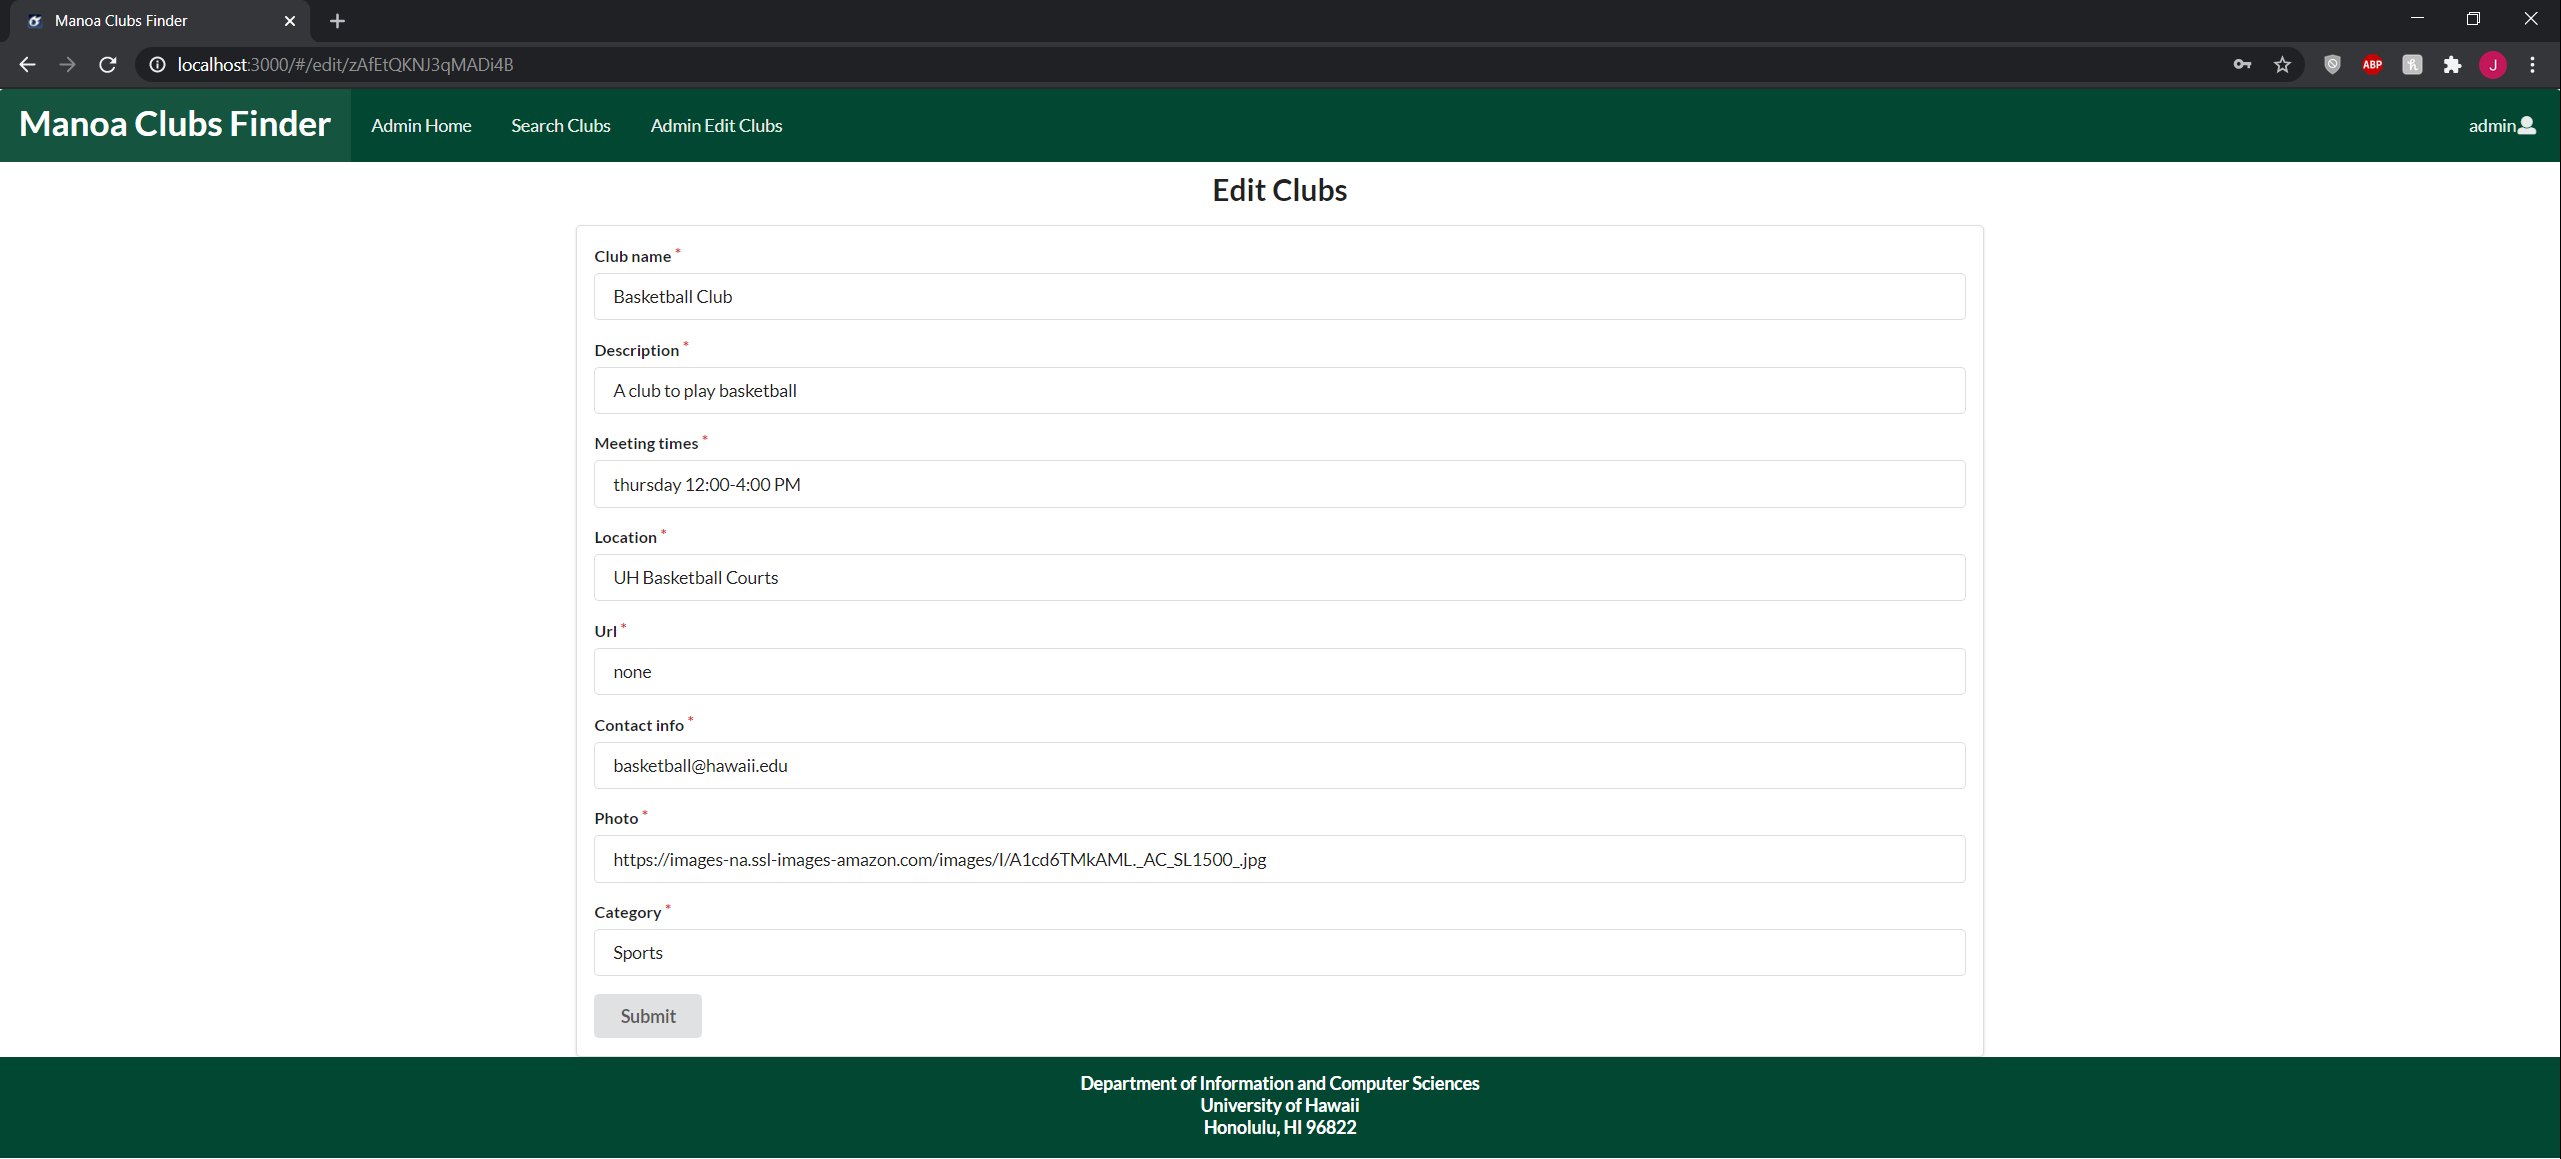 Manoa Clubs Finder
localhost:3000/#/edit/zAfEtQKNJ3qMADi4B
ABP
J
Manoa Clubs Finder
Admin Home
Search Clubs
Admin Edit Clubs
admin
Edit Clubs
Club name *
Basketball Club
Description *
A club to play basketball
Meeting times *
thursday 12:00-4:00 PM
Location *
UH Basketball Courts
Url *
none
Contact info *
basketball@hawaii.edu
Photo *
https://images-na.ssl-images-amazon.com/images/I/A1cd6TMkAML._AC_SL1500_.jpg
Category *
Sports
Submit
Department of Information and Computer Sciences
University of Hawaii
Honolulu, HI 96822